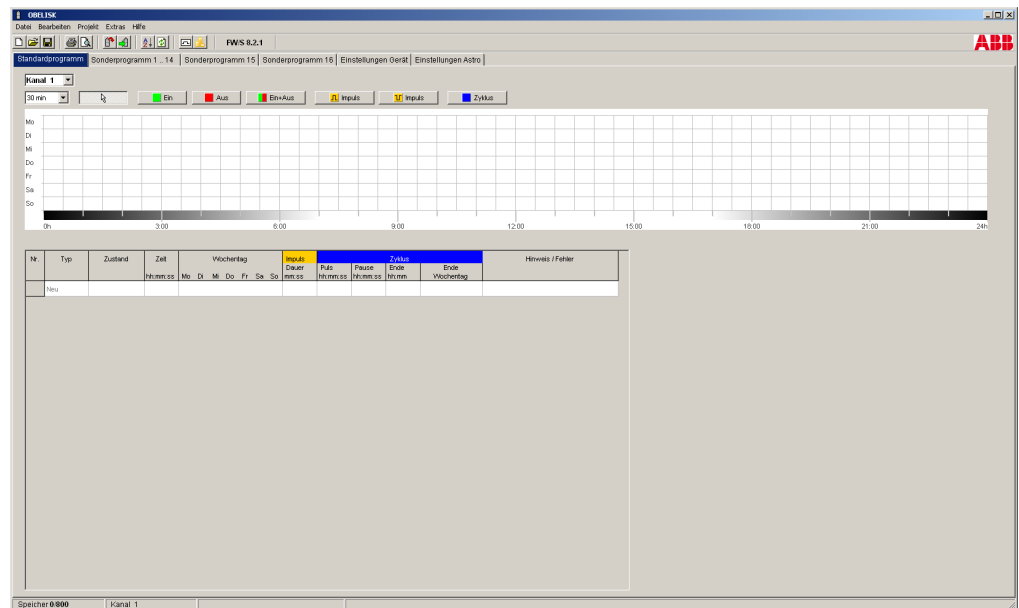 OBELISK
Datei Bearbeiten Projekt Extras Hilfe
FW/S 8.2.1
ABB
Standardprogramm Sonderprogramm 1 .. 14 Sonderprogramm 15 Sonderprogramm 16 Einstellungen Gerät Einstellungen Astro
Kanal 1
30 min Ein Aus Ein+Aus Impuls Impuls Zyklus
Mo
Di
Mi
Do
Fr
Sa
So
0h 3:00 6:00 9:00 12:00 15:00 18:00 21:00 24h
Nr. Typ Zustand Zeit Wochentag Impuls Zyklus Hinweis / Fehler
Dauer Puls Pause Ende Ende
hh:mm:ss Mo Di Mi Do Fr Sa So mm:ss hh:mm:ss hh:mm:ss hh:mm Wochentag
Neu
Speicher 0/800 Kanal 1